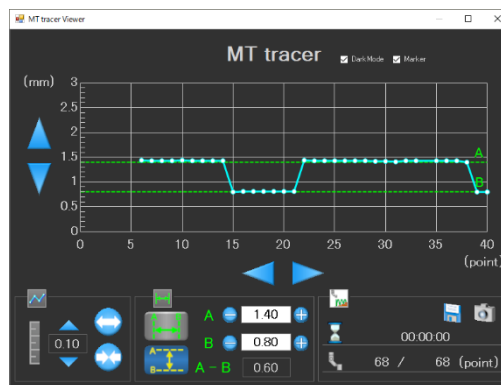 MT tracer Viewer
MT tracer
Dark Mode
Marker
(mm)
3
2.5
2
1.5
1
0.5
0
A
B
0 5 10 15 20 25 30 35 40
(point)
A 1.40
B 0.80
A - B 0.60
0.10
A
B
00:00:00
68 / 68 (point)